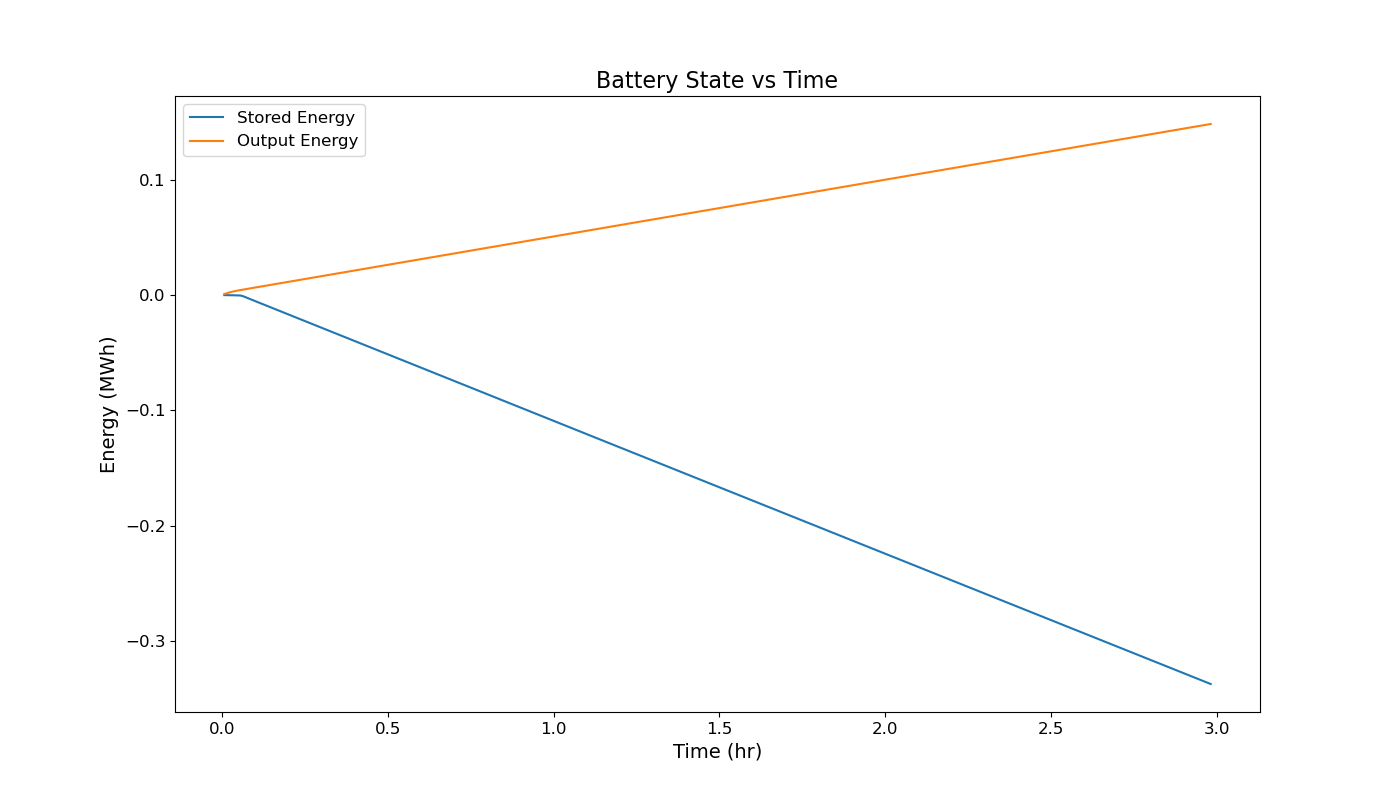 Battery State vs Time
Stored Energy
Output Energy
0.1
0.0
−0.1
−0.2
−0.3
Energy (MWh)
0.0 0.5 1.0 1.5 2.0 2.5 3.0
Time (hr)